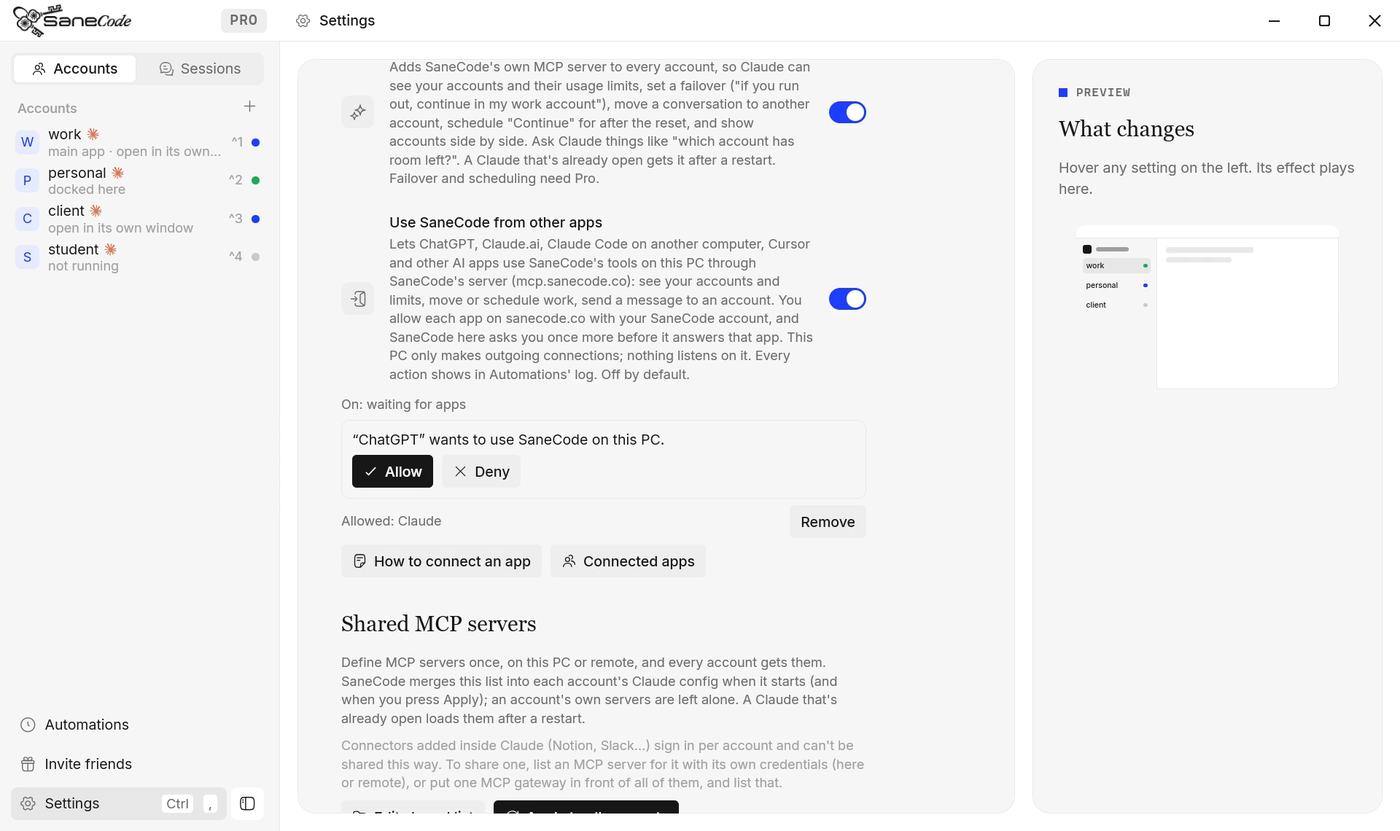 SaneCode
PRO
Settings
Accounts
Sessions
Accounts
W
work
main app · open in its own...
^1
P
personal
docked here
^2
C
client
open in its own window
^3
S
student
not running
^4
Automations
Invite friends
Settings
Ctrl
,
Adds SaneCode's own MCP server to every account, so Claude can
see your accounts and their usage limits, set a failover ("if you run
out, continue in my work account"), move a conversation to another
account, schedule "Continue" for after the reset, and show
accounts side by side. Ask Claude things like "which account has
room left?". A Claude that's already open gets it after a restart.
Failover and scheduling need Pro.
Use SaneCode from other apps
Lets ChatGPT, Claude.ai, Claude Code on another computer, Cursor
and other AI apps use SaneCode's tools on this PC through
SaneCode's server (mcp.sanecode.co): see your accounts and
limits, move or schedule work, send a message to an account. You
allow each app on sanecode.co with your SaneCode account, and
SaneCode here asks you once more before it answers that app. This
PC only makes outgoing connections; nothing listens on it. Every
action shows in Automations' log. Off by default.
On: waiting for apps
“ChatGPT” wants to use SaneCode on this PC.
Allow
Deny
Allowed: Claude
Remove
How to connect an app
Connected apps
Shared MCP servers
Define MCP servers once, on this PC or remote, and every account gets them.
SaneCode merges this list into each account's Claude config when it starts (and
when you press Apply); an account's own servers are left alone. A Claude that's
already open loads them after a restart.
Connectors added inside Claude (Notion, Slack...) sign in per account and can't be
shared this way. To share one, list an MCP server for it with its own credentials (here
or remote), or put one MCP gateway in front of all of them, and list that.
PREVIEW
What changes
Hover any setting on the left. Its effect plays
here.
work
personal
client